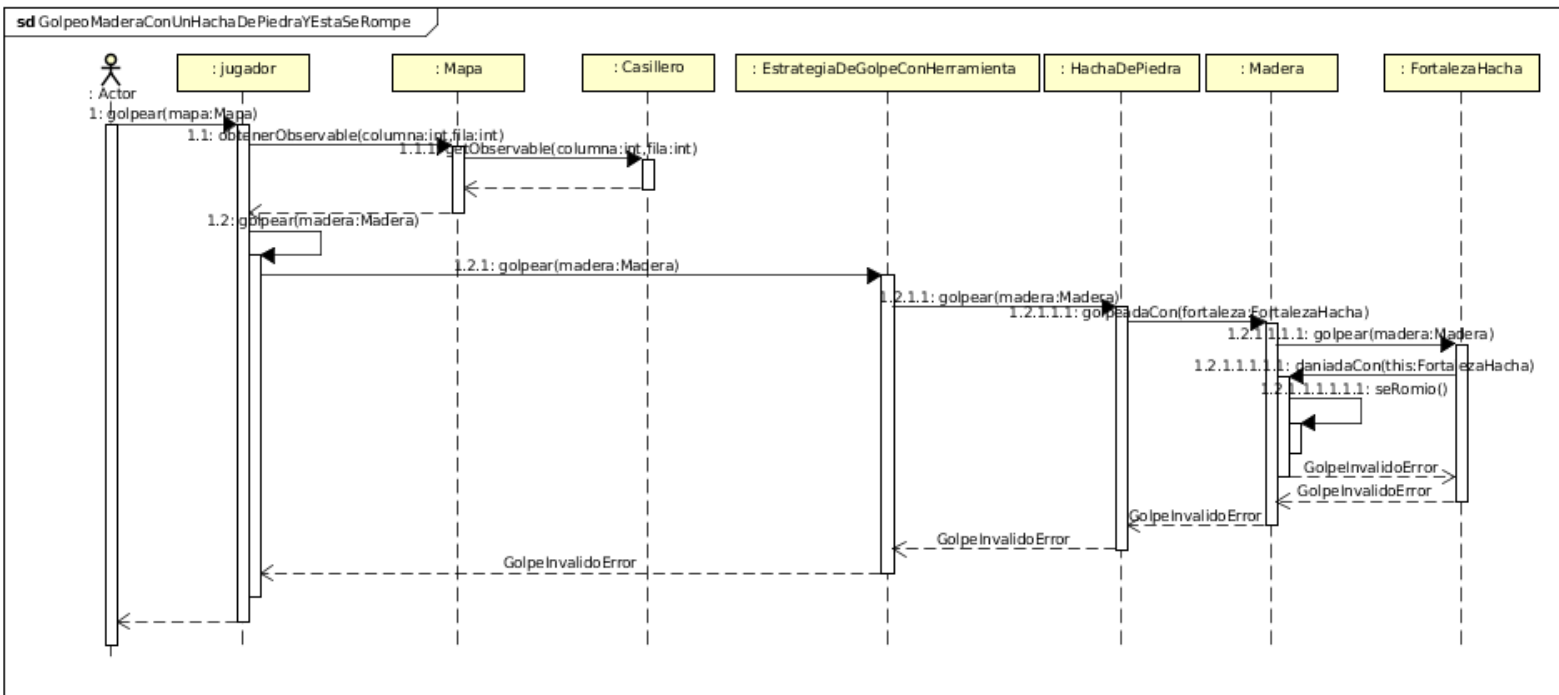 sd GolpeoMaderaConUnHachaDePiedraYEstaSeRompe
: Actor
: jugador
: Mapa
: Casillero
: EstrategiaDeGolpeConHerramienta
: HachaDePiedra
: Madera
: FortalezaHacha
1: golpear(mapa:Mapa)
1.1: obtenerObservable(columna:int,fila:int)
1.1.1: getObservable(columna:int,fila:int)
1.2: golpear(madera:Madera)
1.2.1: golpear(madera:Madera)
1.2.1.1: golpear(madera:Madera)
1.2.1.1.1: golpeadaCon(fortaleza:FortalezaHacha)
1.2.1.1.1.1: golpear(madera:Madera)
1.2.1.1.1.1.1: daniadaCon(this:FortalezaHacha)
1.2.1.1.1.1.1.1: seRomio()
GolpeInvalidoError
GolpeInvalidoError
GolpeInvalidoError
GolpeInvalidoError
GolpeInvalidoError